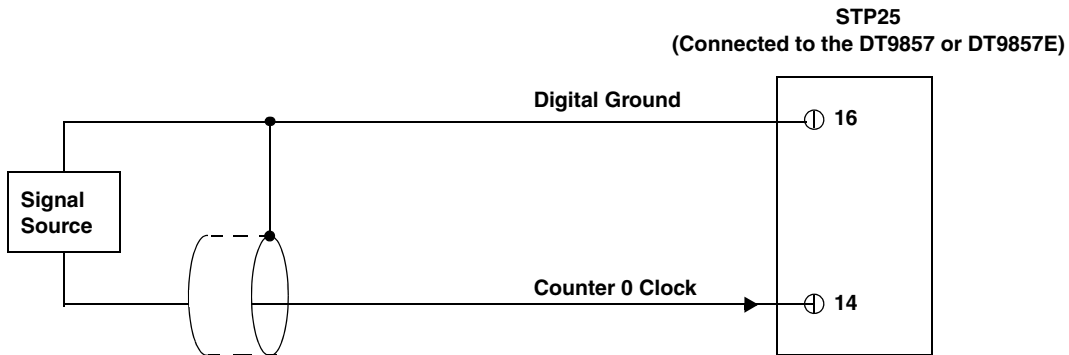 STP25
(Connected to the DT9857 or DT9857E)
Digital Ground
16
Signal
Source
Counter 0 Clock
14